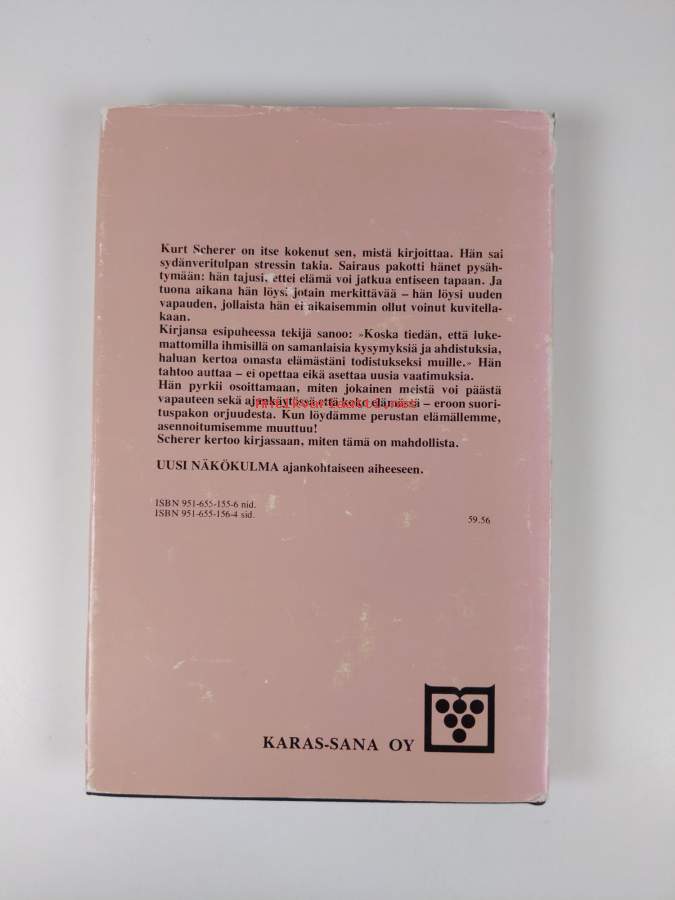 Kurt Scherer on itse kokenut sen, mistä kirjoittaa. Hän sai
sydänveritulpan stressin takia. Sairaus pakotti hänet pysäh-
tymään: hän tajusi, ettei elämä voi jatkua entiseen tapaan. Ja
tuona aikana hän löysi jotain merkittävää – hän löysi uuden
vapauden, jollaista hän ei aikaisemmin ollut voinut kuvitella-
kaan.
Kirjansa esipuheessa tekijä sanoo: »Koska tiedän, että luke-
mattomilla ihmisillä on samanlaisia kysymyksiä ja ahdistuksia,
haluan kertoa omasta elämästäni todistukseksi muille.» Hän
tahtoo auttaa – ei opettaa eikä asettaa uusia vaatimuksia.
Hän pyrkii osoittamaan, miten jokainen meistä voi päästä
vapauteen sekä ajankäytössä että koko elämästä – eroon suori-
tuspakon orjuudesta. Kun löydämme perustan elämällemme,
asennoitumisemme muuttuu!
Scherer kertoo kirjassaan, miten tämä on mahdollista.
UUSI NÄKÖKULMA ajankohtaiseen aiheeseen.
ISBN 951-655-155-6 nid.
ISBN 951-655-156-4 sid.
59.56
KARAS-SANA OY